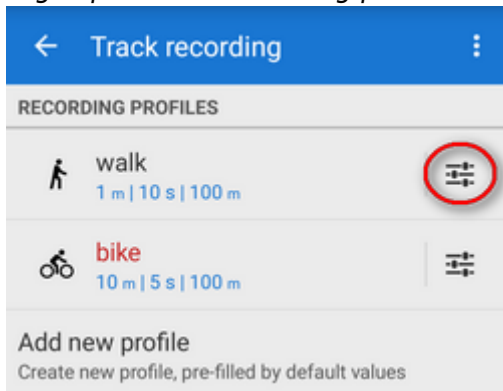 Track recording
RECORDING PROFILES
walk
1 m | 10 s | 100 m
bike
10 m | 5 s | 100 m
Add new profile
Create new profile, pre-filled by default values